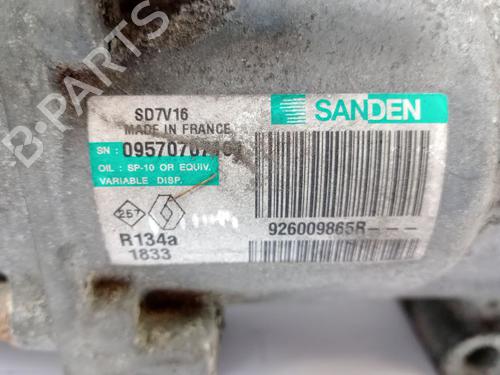 B-PARTS
SD7V16
MADE IN FRANCE
SANDEN
SN :
OIL : SP-10 OR EQUIV.
VARIABLE DISP.
257
926009865R---
R134a
1833